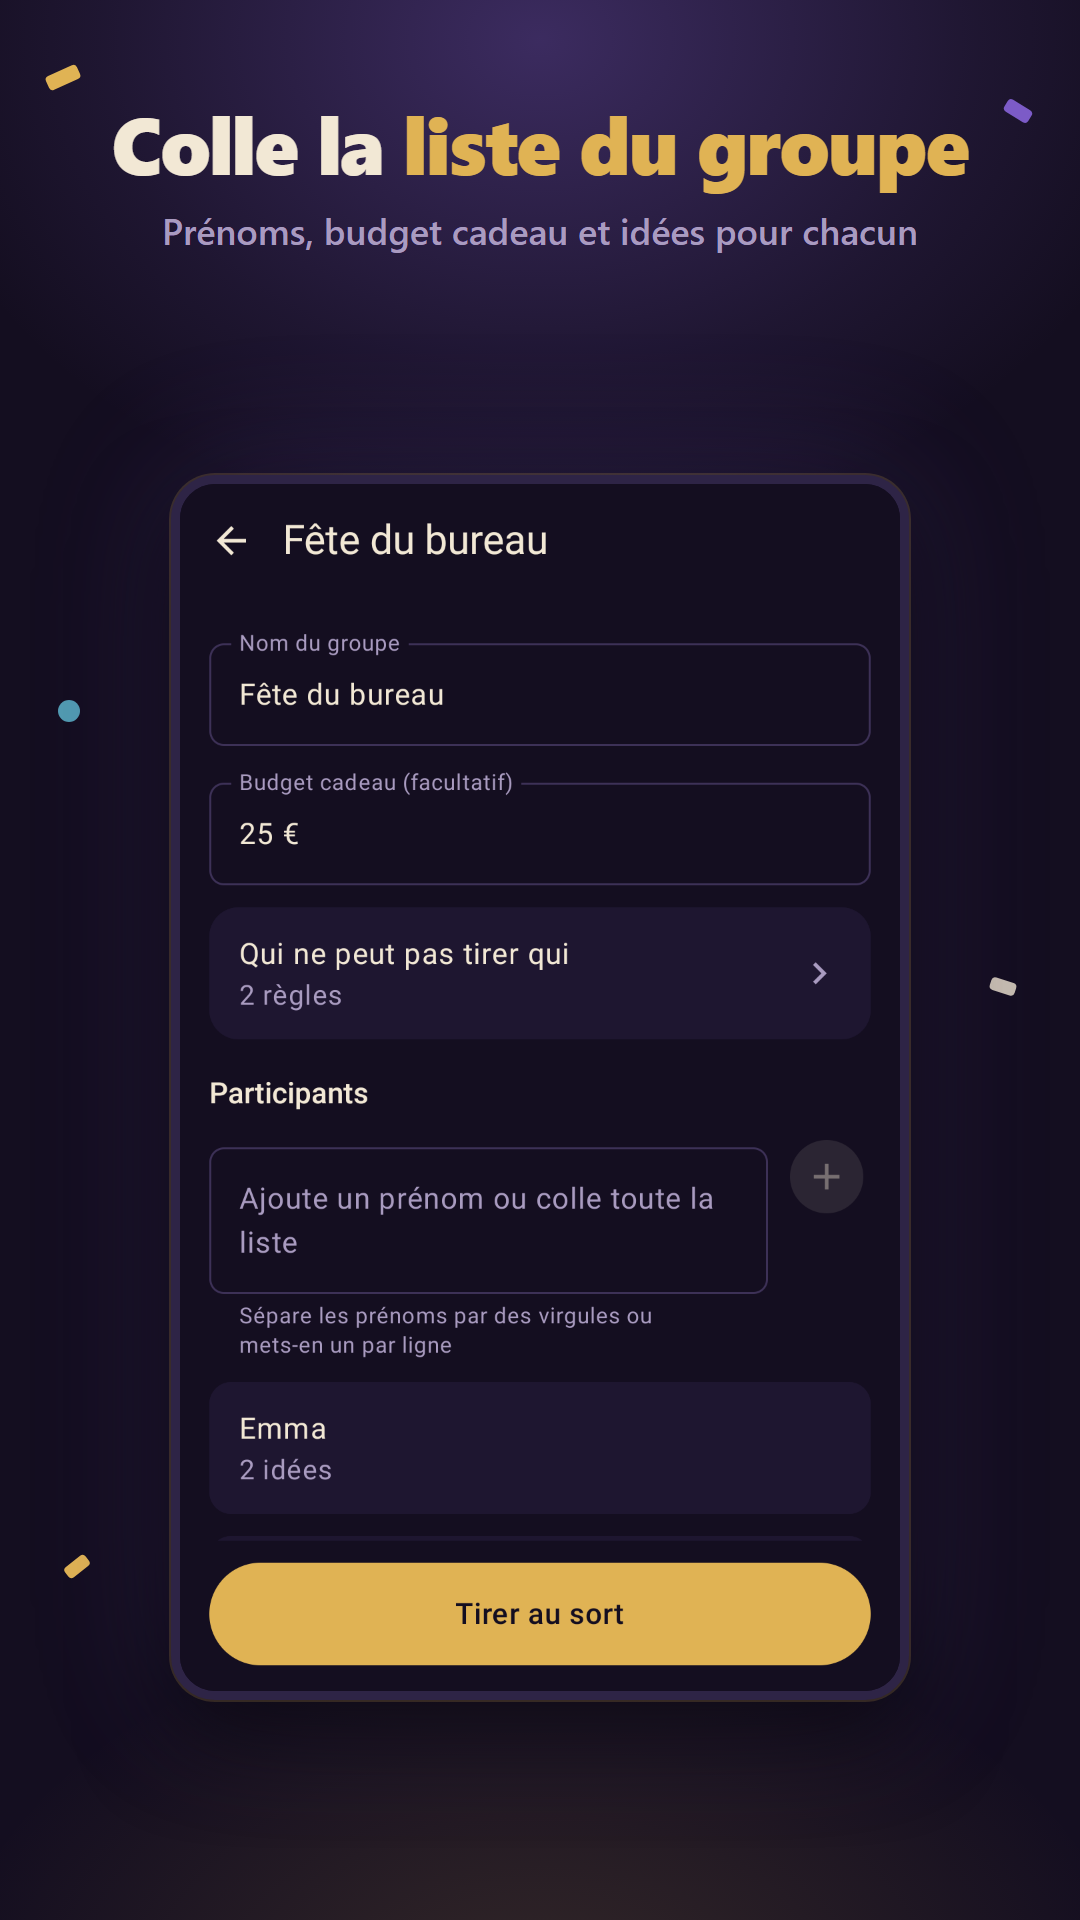 Colle la liste du groupe
Prénoms, budget cadeau et idées pour chacun
Fête du bureau
Nom du groupe
Fête du bureau
Budget cadeau (facultatif)
25 €
Qui ne peut pas tirer qui
2 règles
Participants
Ajoute un prénom ou colle toute la
liste
Sépare les prénoms par des virgules ou
mets-en un par ligne
Emma
2 idées
Tirer au sort